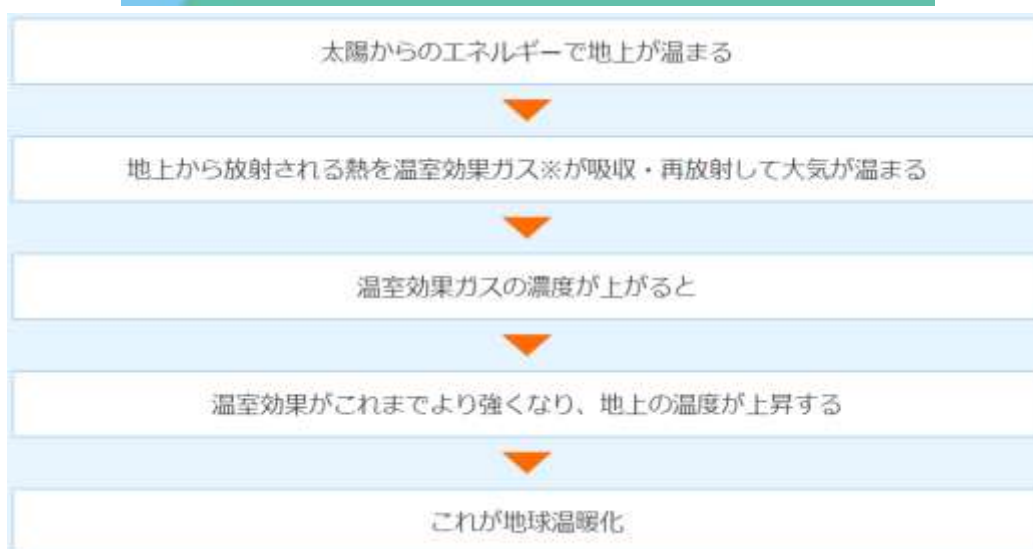 太陽からのエネルギーで地上が温まる
地上から放射される熱を温室効果ガス※が吸収・再放射して大気が温まる
温室効果ガスの濃度が上がると
温室効果がこれまでより強くなり、地上の温度が上昇する
これが地球温暖化